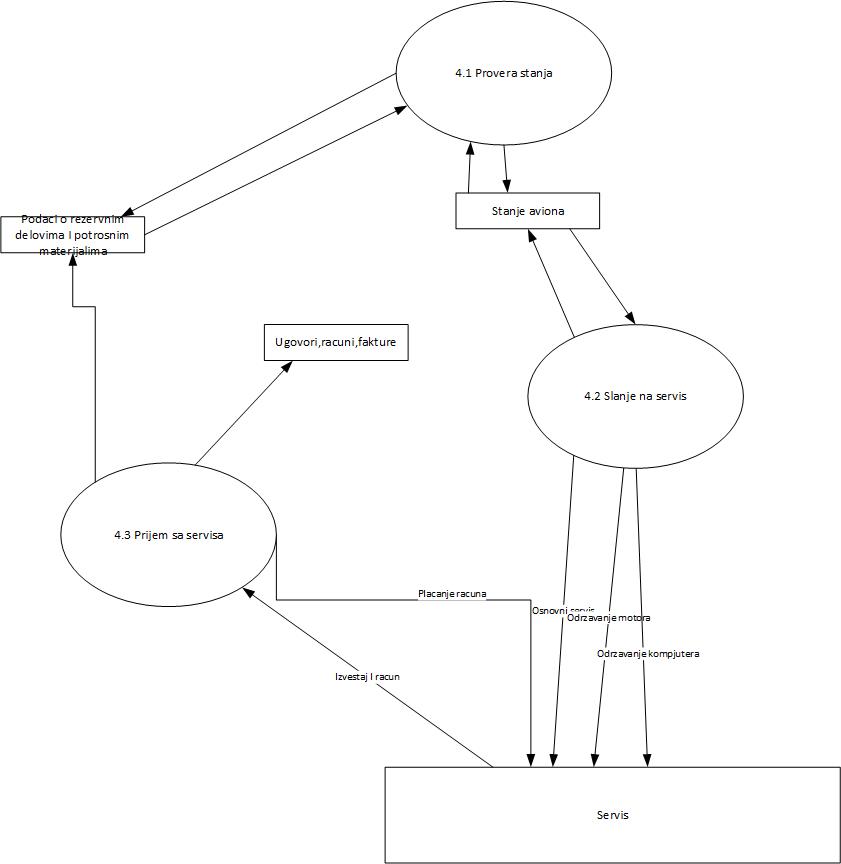 4.1 Provera stanja
Stanje aviona
Podaci o rezervnim
delovima I potrosnim
materijalima
Ugovori,racuni,fakture
4.2 Slanje na servis
4.3 Prijem sa servisa
Placanje racuna
Osnovni servis
Odrzavanje motora
Odrzavanje kompjutera
Izvestaj I racun
Servis